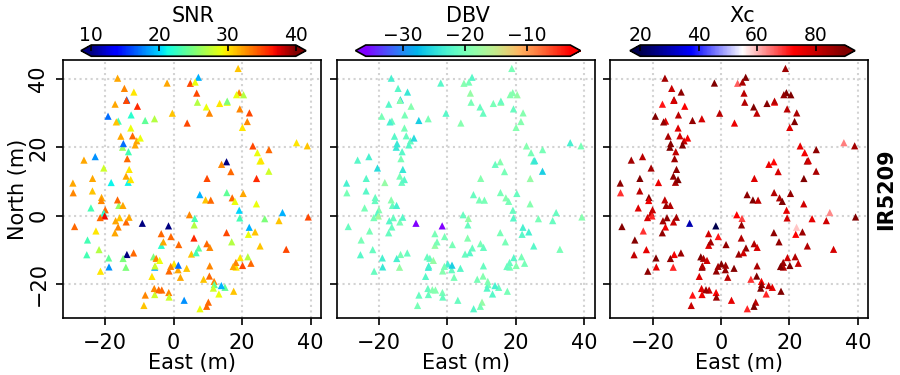 SNR DBV Xc
10 20 30 40 −30 −20 −10 20 40 60 80
40
20
0
−20
North (m)
IR5209
−20 0 20 40 −20 0 20 40 −20 0 20 40
East (m) East (m) East (m)